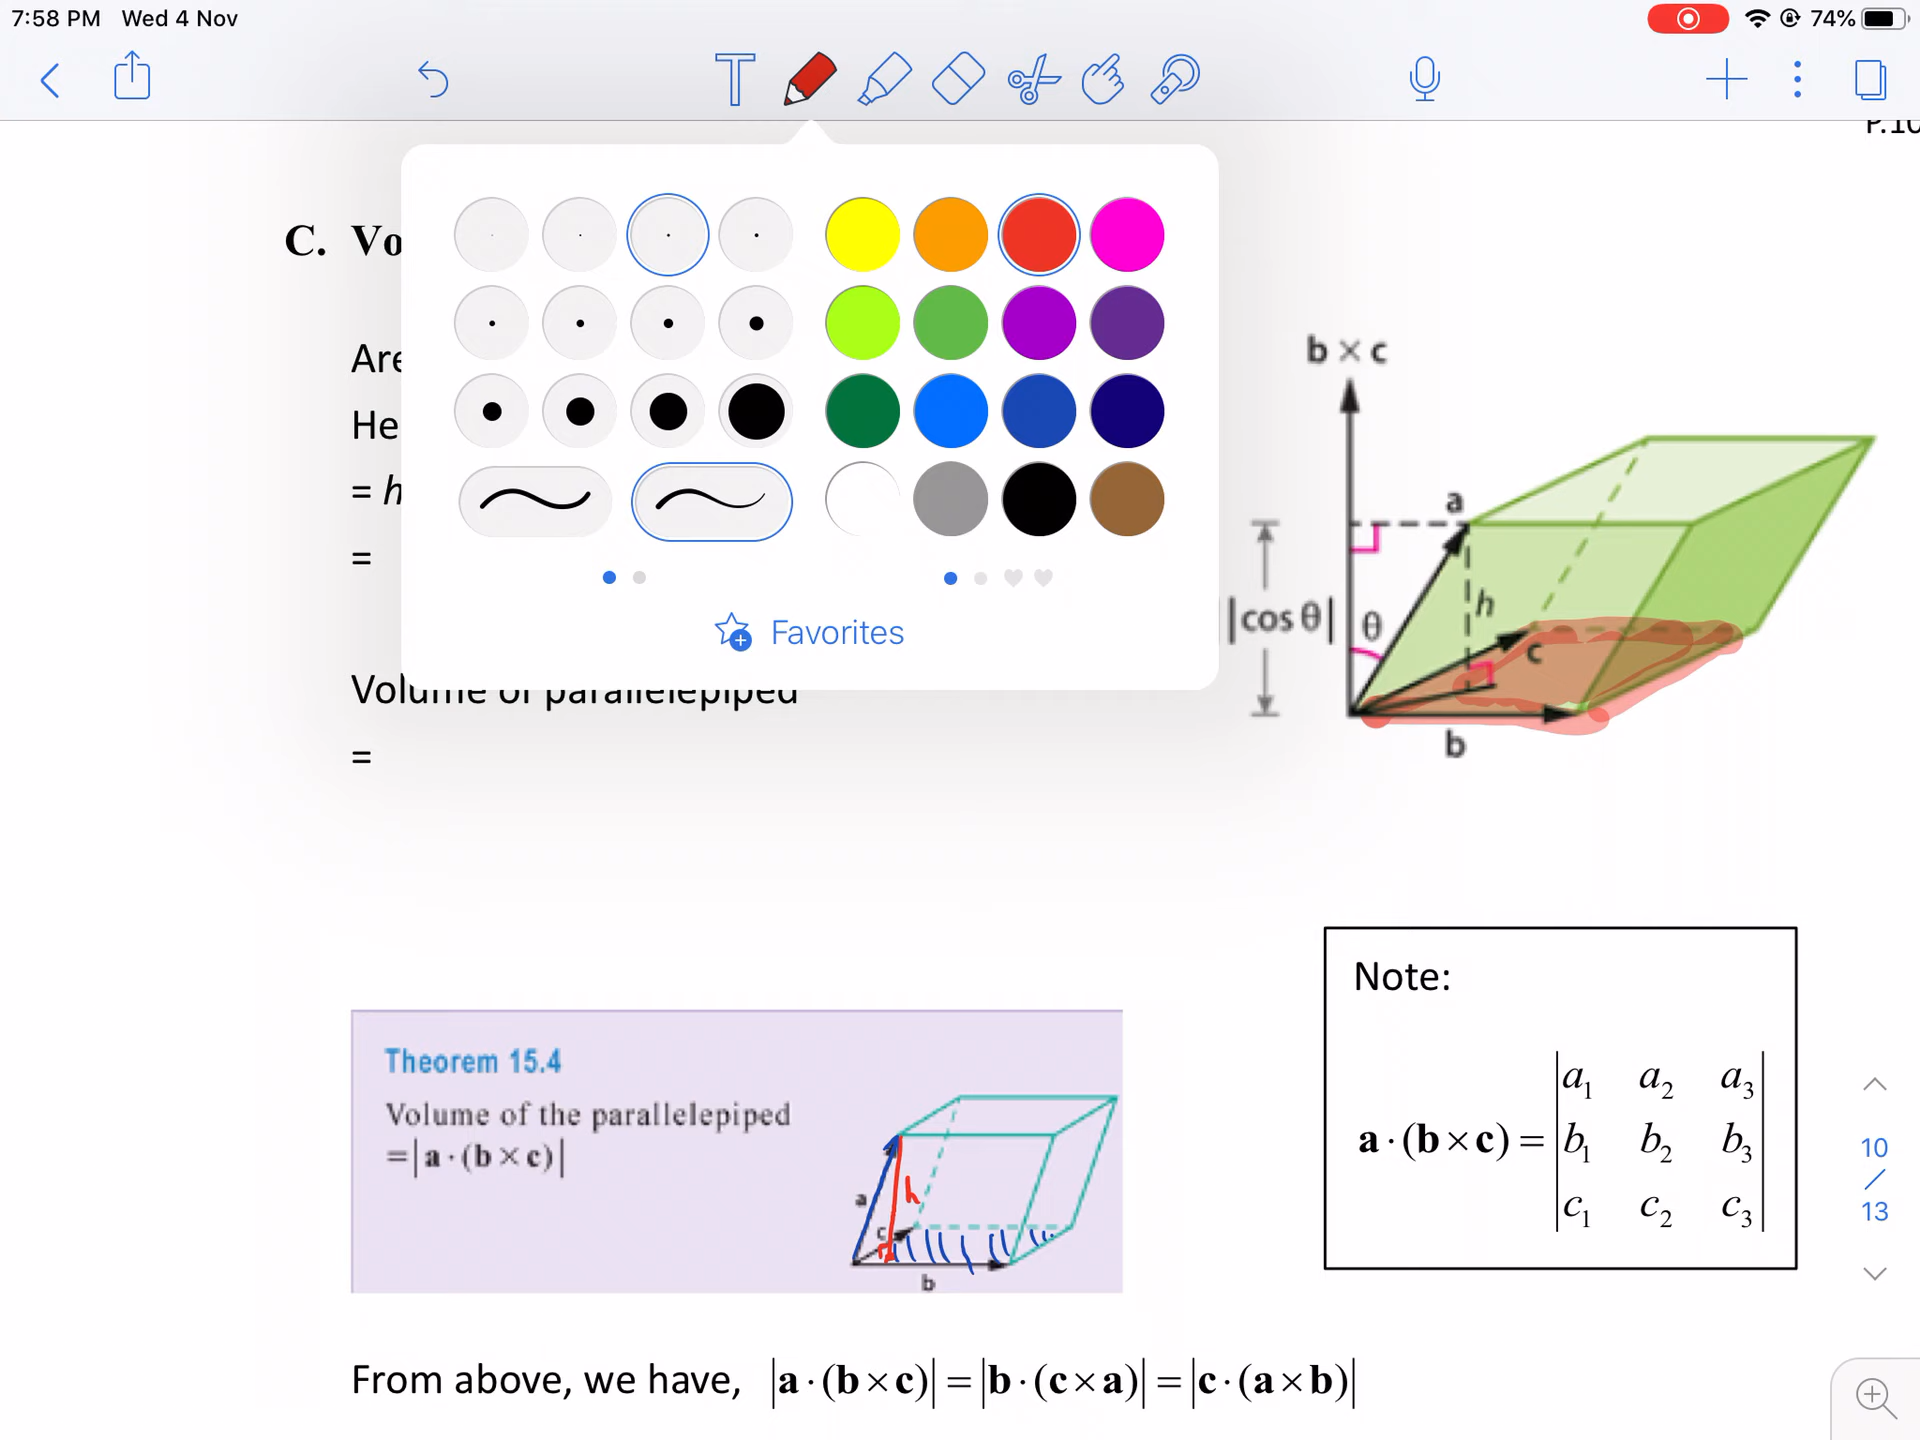 7:58 PM Wed 4 Nov
74%
T
P.10
C. Vo
Are
He
= h
=
Favorites
Volume of parallelepiped
=
b × c
a
|cos θ|
θ
h
c
b
Note:
a · (b × c) =
a1 a2 a3
b1 b2 b3
c1 c2 c3
Theorem 15.4
Volume of the parallelepiped
=|a · (b × c)|
a
h
c
b
10
/
13
From above, we have, |a · (b × c)| = |b · (c × a)| = |c · (a × b)|